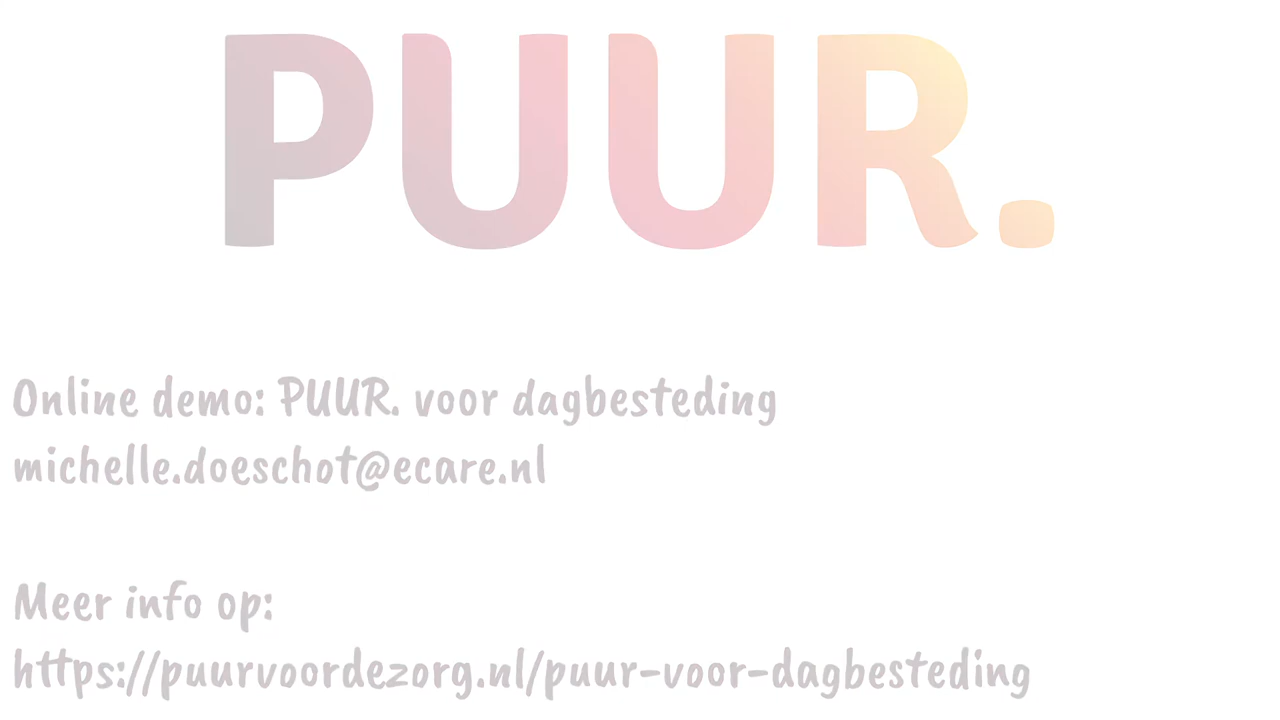 PUUR.
Online demo: PUUR. voor dagbesteding
michelle.doeschot@ecare.nl
Meer info op:
https://puurvoordezorg.nl/puur-voor-dagbesteding